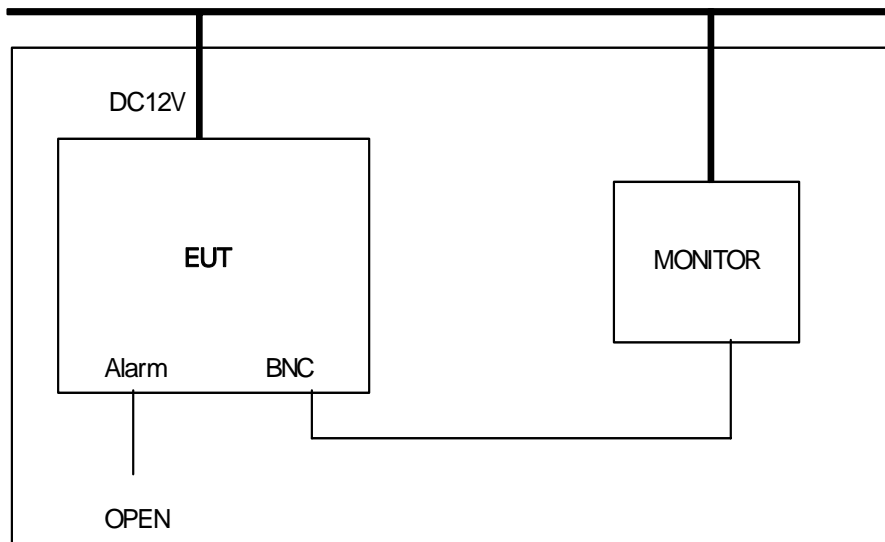 DC12V
EUT
MONITOR
Alarm
BNC
OPEN